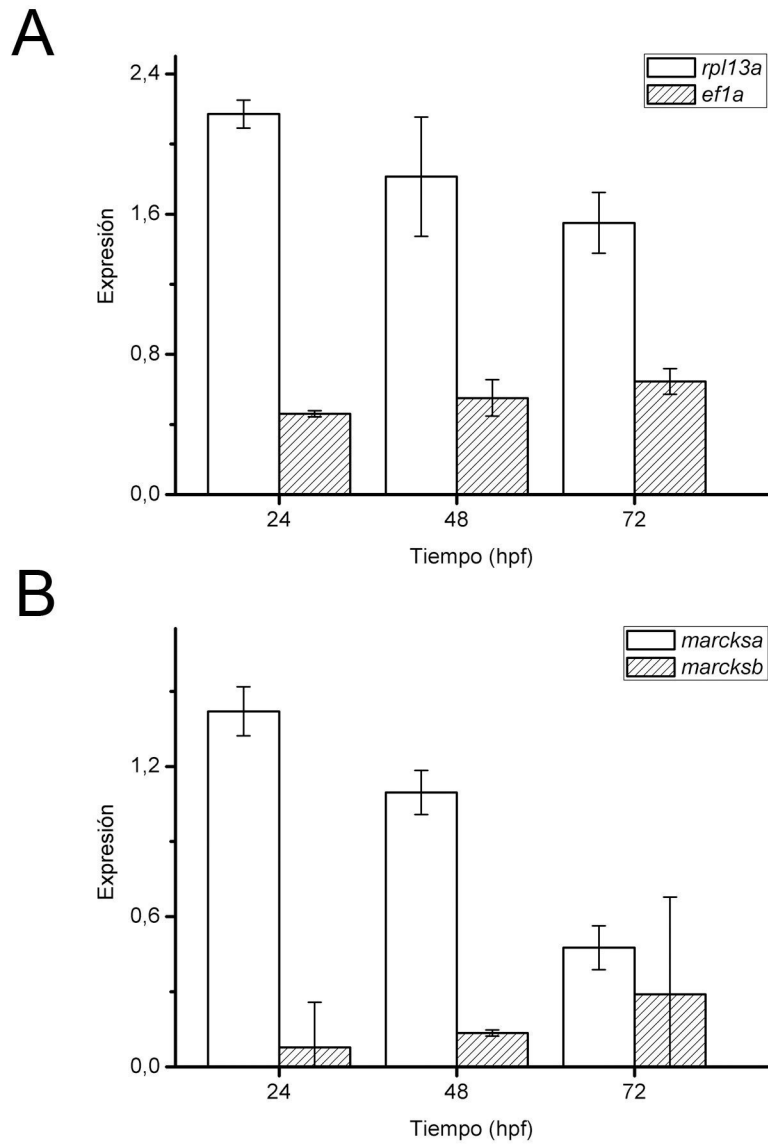 A
rpl13a
ef1a
2,4
1,6
0,8
0,0
Expresión
24 48 72
Tiempo (hpf)
B
marcksa
marcksb
1,2
0,6
0,0
Expresión
24 48 72
Tiempo (hpf)